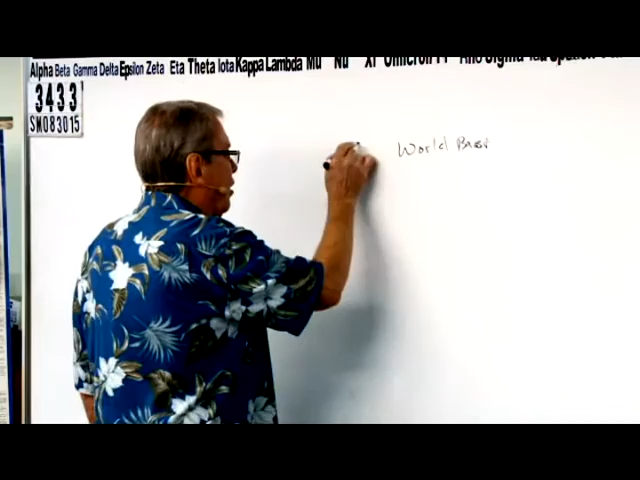 Alpha Beta Gamma Delta Epsilon Zeta Eta Theta Iota Kappa Lambda Mu Nu Xi Omicron Pi Rho Sigma Tau Upsilon
3433
SM083015
World